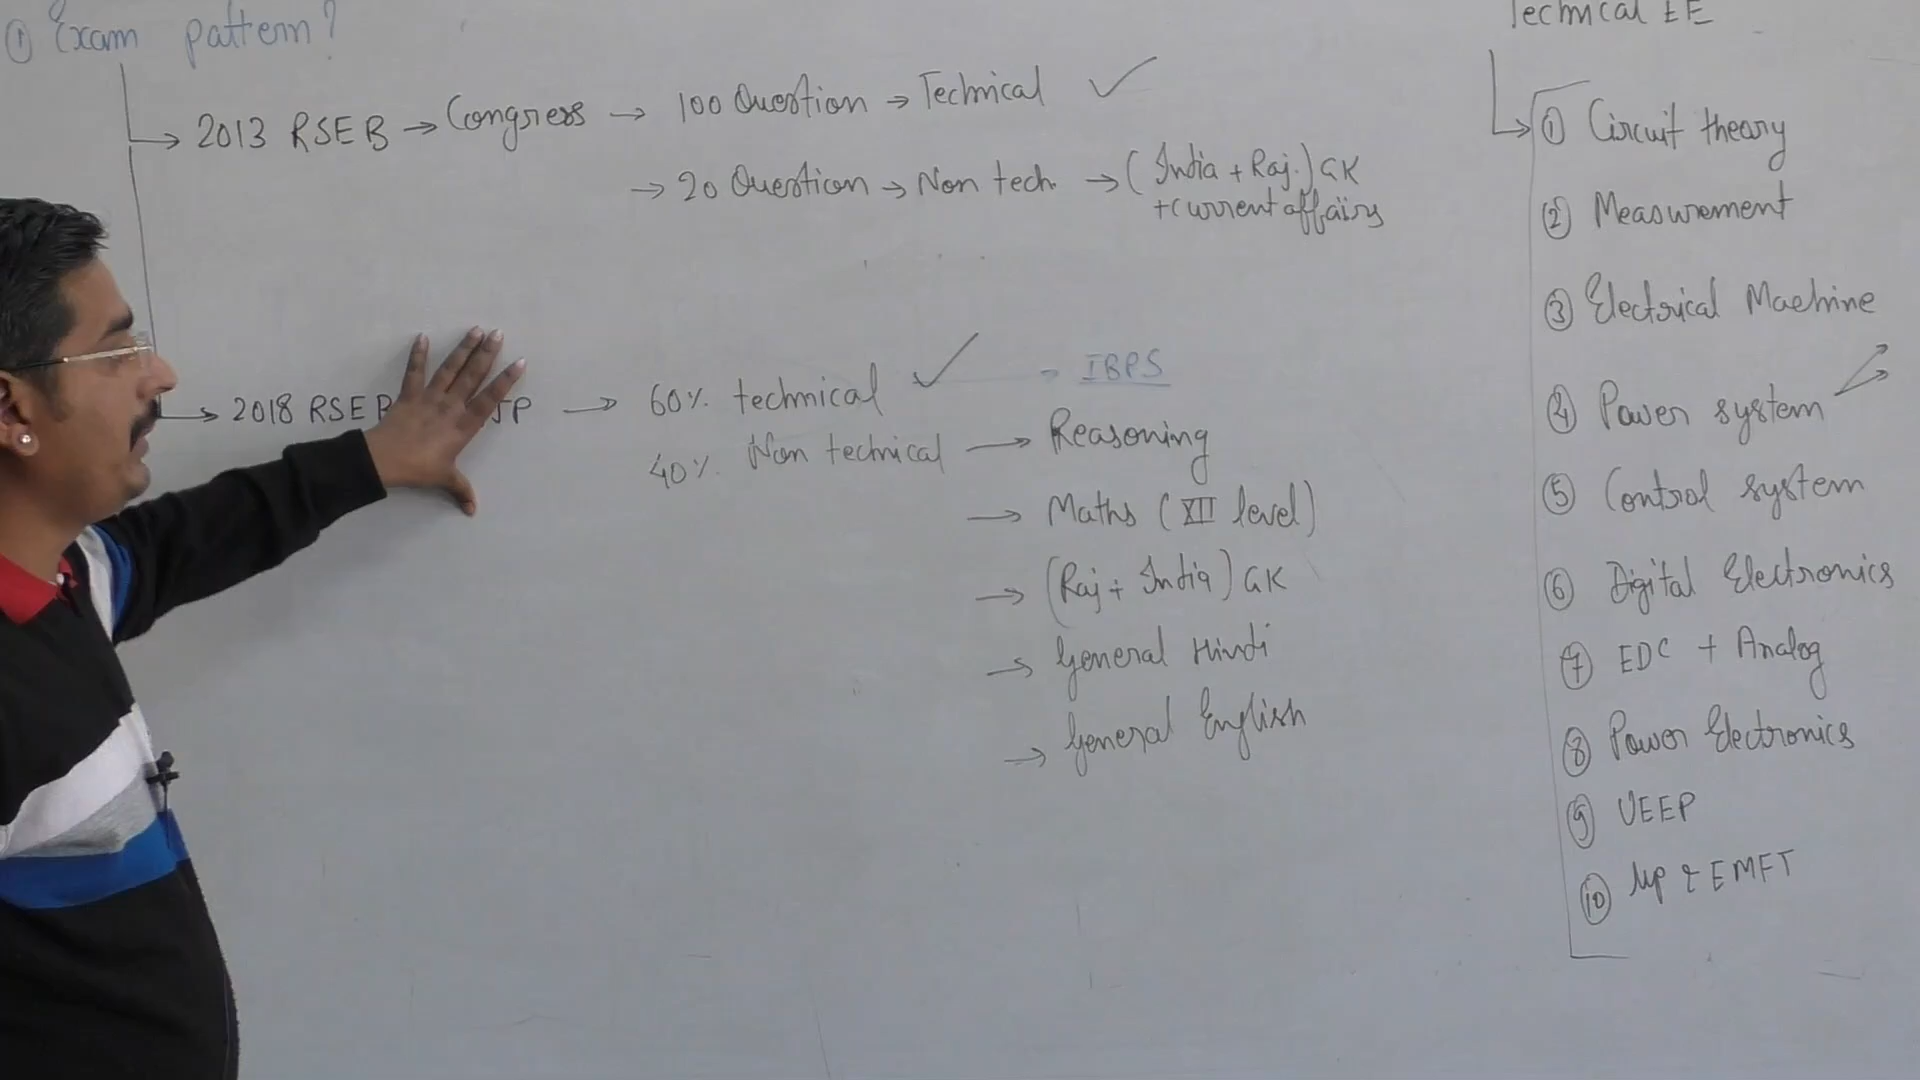 ① Exam pattern?
→ 2013 RSEB → Congress → 100 Question → Technical ✓
→ 20 Question → Non tech. → (India + Raj.) GK
+Current affairs
→ 2018 RSEB → 60% technical ✓
40% Non technical → Reasoning
IBPS
→ Maths (XII level)
→ (Raj + India) GK
→ General Hindi
→ General English
Technical EE
① Circuit theory
② Measurement
③ Electrical Machine
④ Power system
⑤ Control system
⑥ Digital Electronics
⑦ EDC + Analog
⑧ Power Electronics
⑨ UEEP
⑩ μp & EMFT